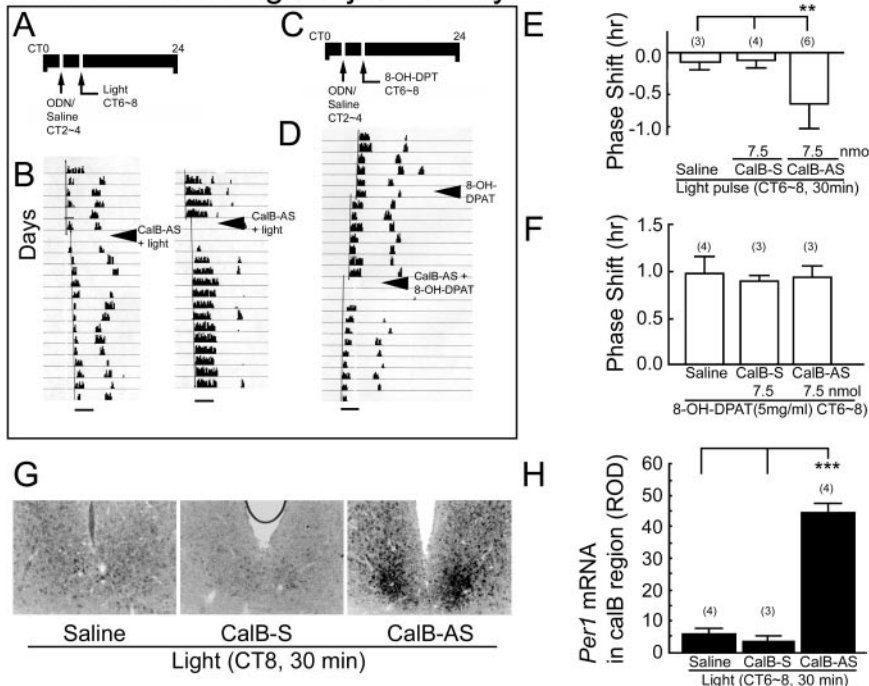 A
CT0
24
Light
CT6~8
ODN/
Saline
CT2~4
B
Days
CalB-AS
+ light
CalB-AS
+ light
C
CT0
24
8-OH-DPT
CT6~8
ODN/
Saline
CT2~4
D
8-OH-
DPAT
CalB-AS +
8-OH-DPAT
E
**
(3)
(4)
(6)
Phase Shift (hr)
0.0
-0.5
-1.0
7.5
7.5
nmol
Saline
CalB-S
CalB-AS
Light pulse (CT6~8, 30min)
F
Phase Shift (hr)
1.5
1.0
0.5
0.0
(4)
(3)
(3)
Saline
CalB-S
CalB-AS
7.5
7.5 nmol
8-OH-DPAT(5mg/ml) CT6~8)
G
Saline
CalB-S
CalB-AS
Light (CT8, 30 min)
H
***
Per1 mRNA
in calB region (ROD)
60
50
40
30
20
10
0
(4)
(3)
(4)
Saline
CalB-S
CalB-AS
Light (CT6~8, 30 min)